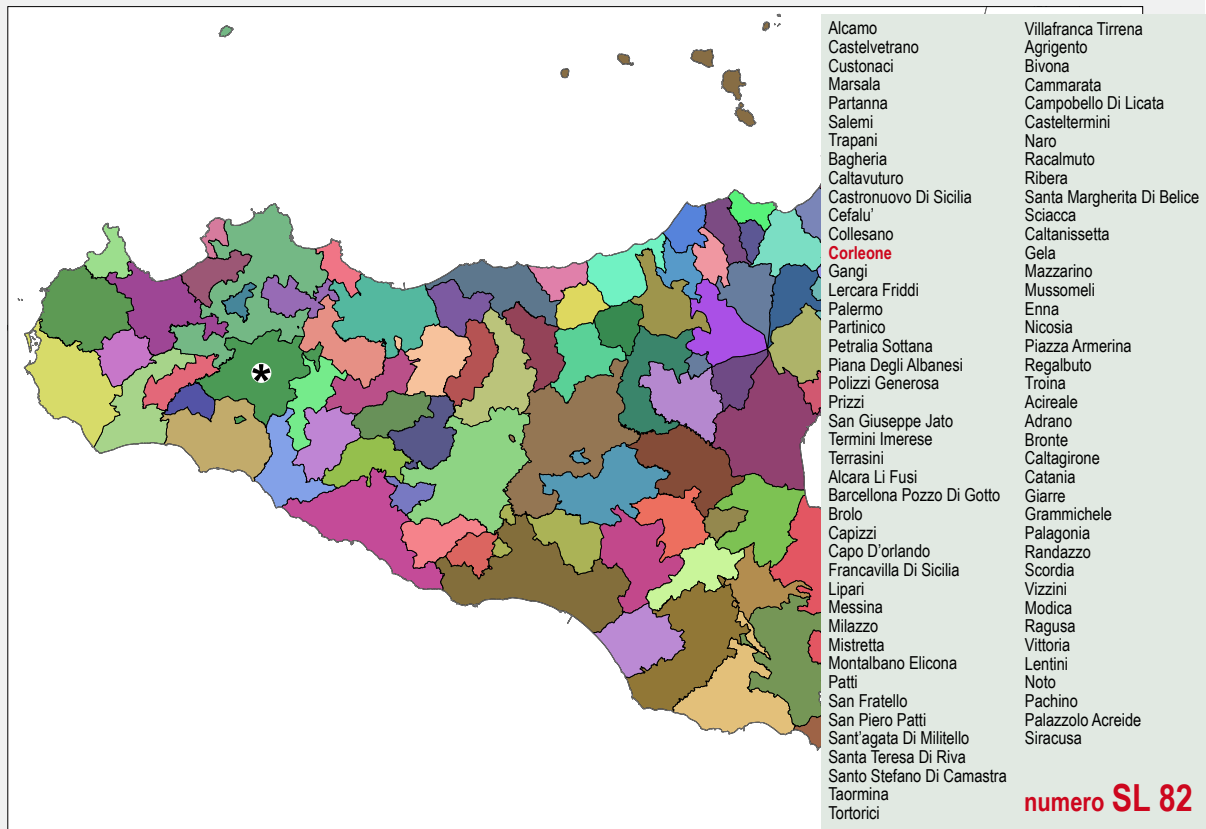 *
Alcamo
Castelvetrano
Custonaci
Marsala
Partanna
Salemi
Trapani
Bagheria
Caltavuturo
Castronuovo Di Sicilia
Cefalu'
Collesano
Corleone
Gangi
Lercara Friddi
Palermo
Partinico
Petralia Sottana
Piana Degli Albanesi
Polizzi Generosa
Prizzi
San Giuseppe Jato
Termini Imerese
Terrasini
Alcara Li Fusi
Barcellona Pozzo Di Gotto
Brolo
Capizzi
Capo D'orlando
Francavilla Di Sicilia
Lipari
Messina
Milazzo
Mistretta
Montalbano Elicona
Patti
San Fratello
San Piero Patti
Sant'agata Di Militello
Santa Teresa Di Riva
Santo Stefano Di Camastra
Taormina
Tortorici
Villafranca Tirrena
Agrigento
Bivona
Cammarata
Campobello Di Licata
Casteltermini
Naro
Racalmuto
Ribera
Santa Margherita Di Belice
Sciacca
Caltanissetta
Gela
Mazzarino
Mussomeli
Enna
Nicosia
Piazza Armerina
Regalbuto
Troina
Acireale
Adrano
Bronte
Caltagirone
Catania
Giarre
Grammichele
Palagonia
Randazzo
Scordia
Vizzini
Modica
Ragusa
Vittoria
Lentini
Noto
Pachino
Palazzolo Acreide
Siracusa
numero SL 82